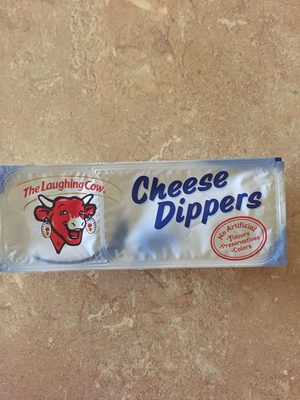 The Laughing Cow®
Cheese
Dippers
No Artificial
•Flavors
•Preservatives
•Colors